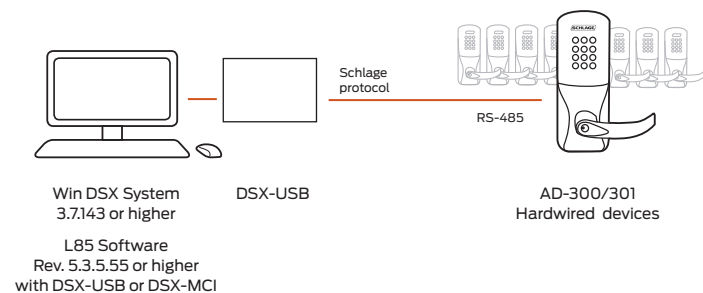 SCHLAGE
Schlage
protocol
RS-485
Win DSX System
3.7.143 or higher
DSX-USB
AD-300/301
Hardwired devices
L85 Software
Rev. 5.3.5.55 or higher
with DSX-USB or DSX-MCI